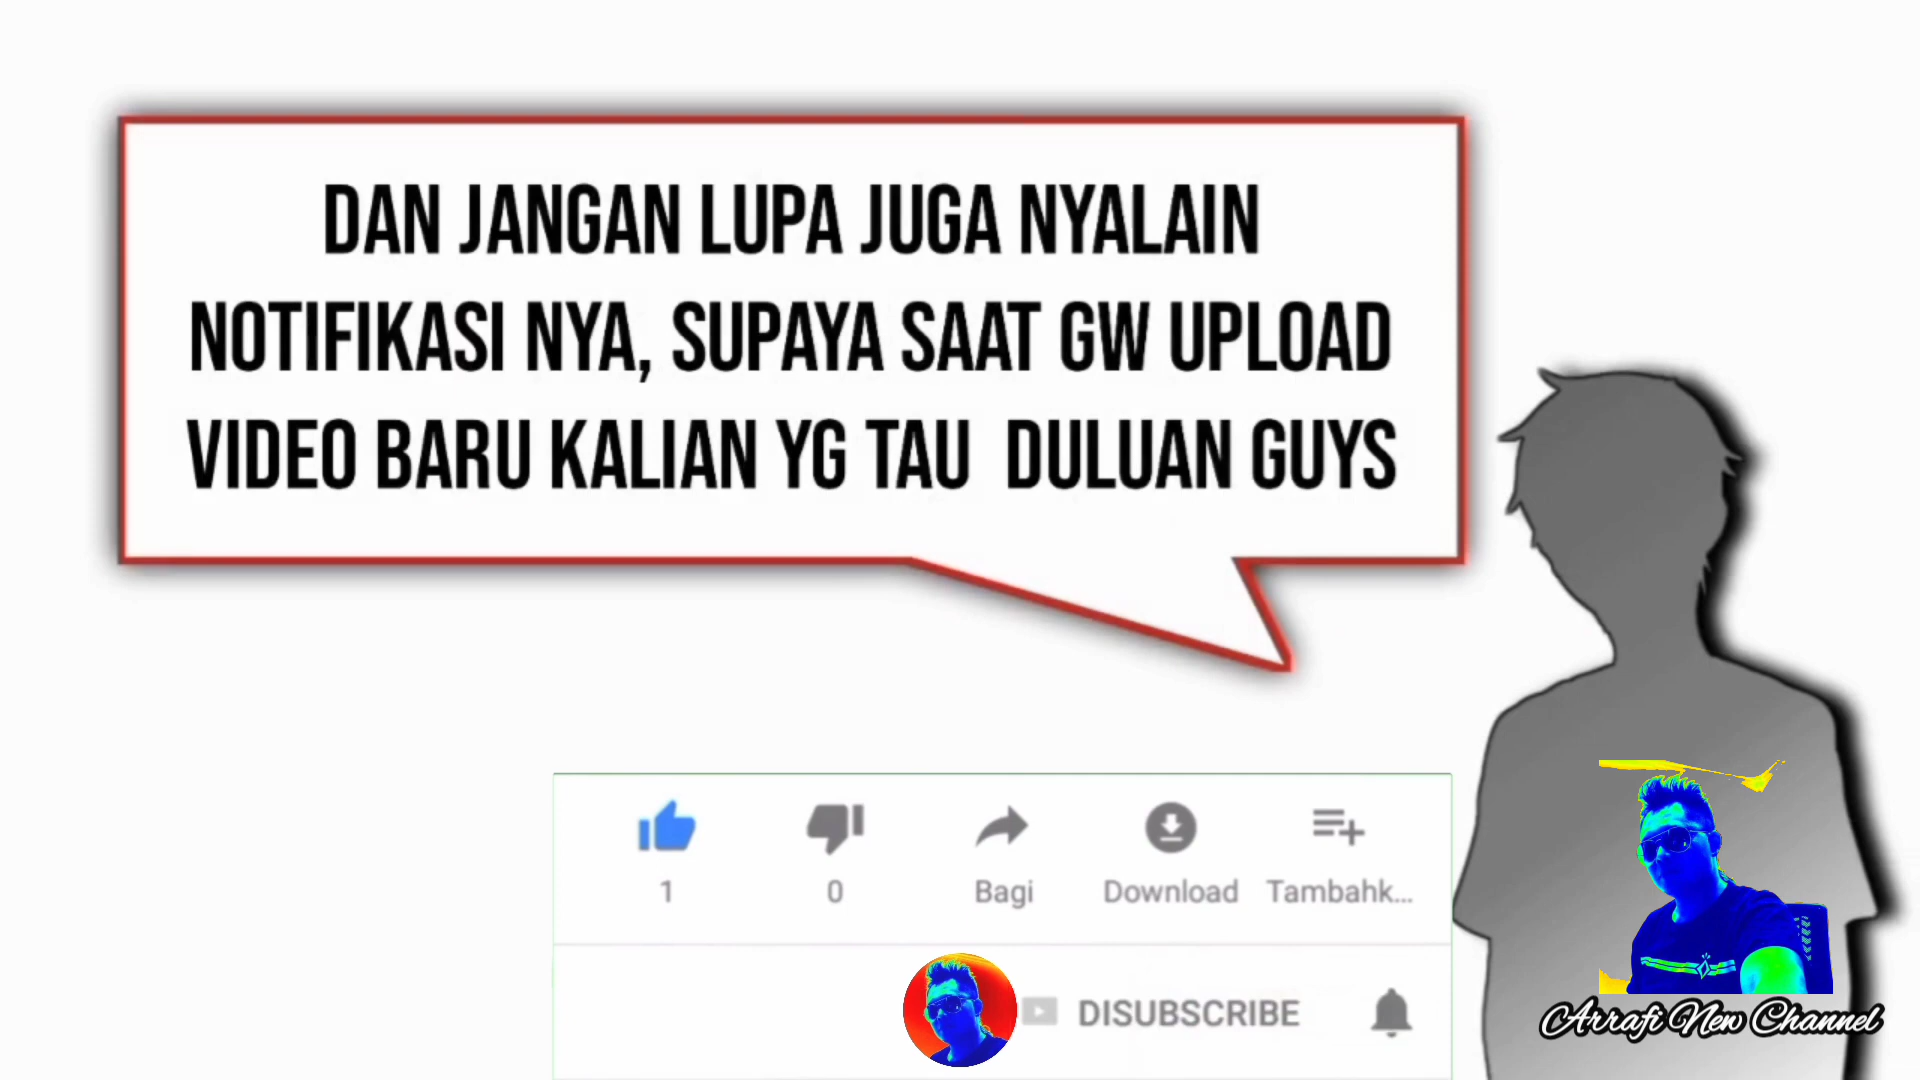 DAN JANGAN LUPA JUGA NYALAIN
NOTIFIKASI NYA, SUPAYA SAAT GW UPLOAD
VIDEO BARU KALIAN YG TAU DULUAN GUYS
1 0 Bagi Download Tambahk...
DISUBSCRIBE
Arrafi New Channel